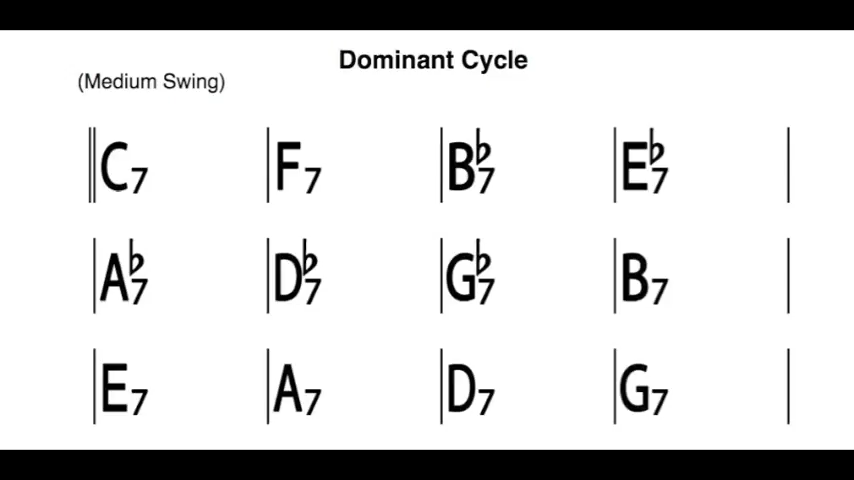 Dominant Cycle
(Medium Swing)
C7 F7 B♭7 E♭7
A♭7 D♭7 G♭7 B7
E7 A7 D7 G7